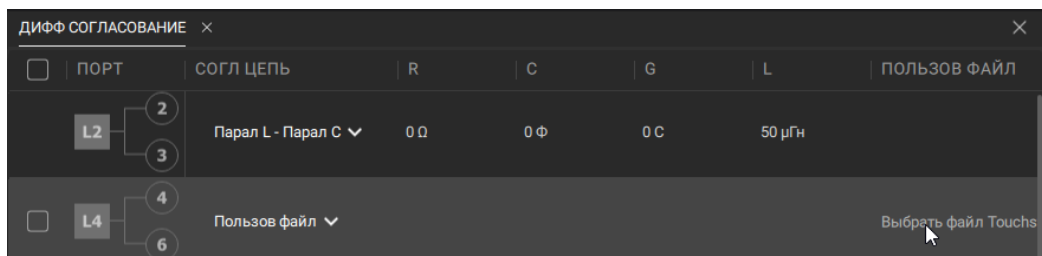 ДИФФ СОГЛАСОВАНИЕ
ПОРТ СОГЛ ЦЕПЬ R C G L ПОЛЬЗОВ ФАЙЛ
2
L2 Парал L - Парал C 0 Ω 0 Ф 0 С 50 μГн
3
4
L4 Пользов файл Выбрать файл Touchs
6